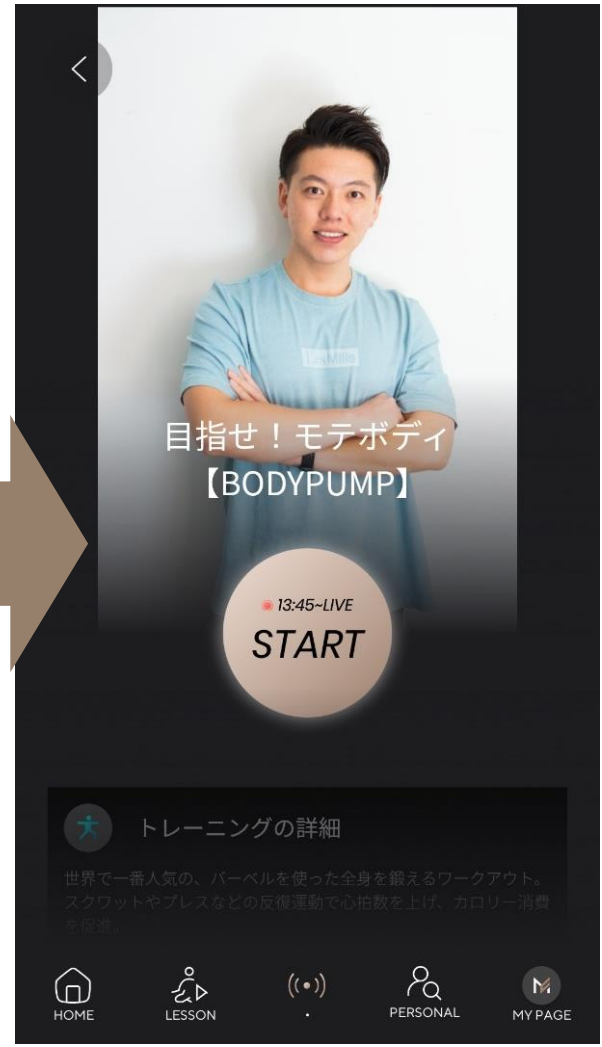 LesMills
目指せ！モテボディ
【BODYPUMP】
13:45~LIVE
START
トレーニングの詳細
世界で一番人気の、バーベルを使った全身を鍛えるワークアウト。
スクワットやプレスなどの反復運動で心拍数を上げ、カロリー消費
を促進。
HOME
LESSON
PERSONAL
MY PAGE